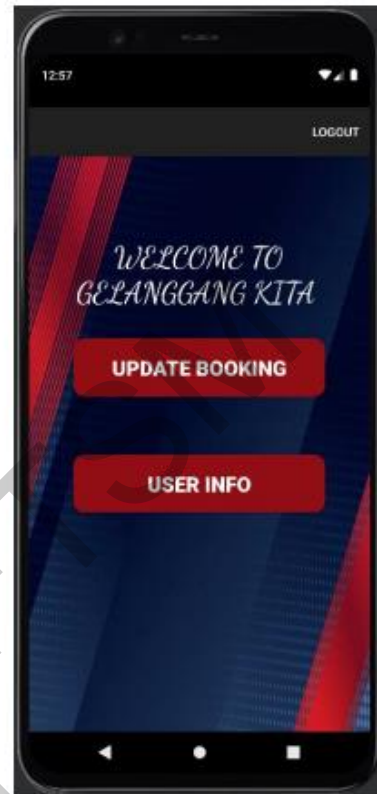 12:57
LOGOUT
WELCOME TO
GELANGGANG KITA
UPDATE BOOKING
USER INFO